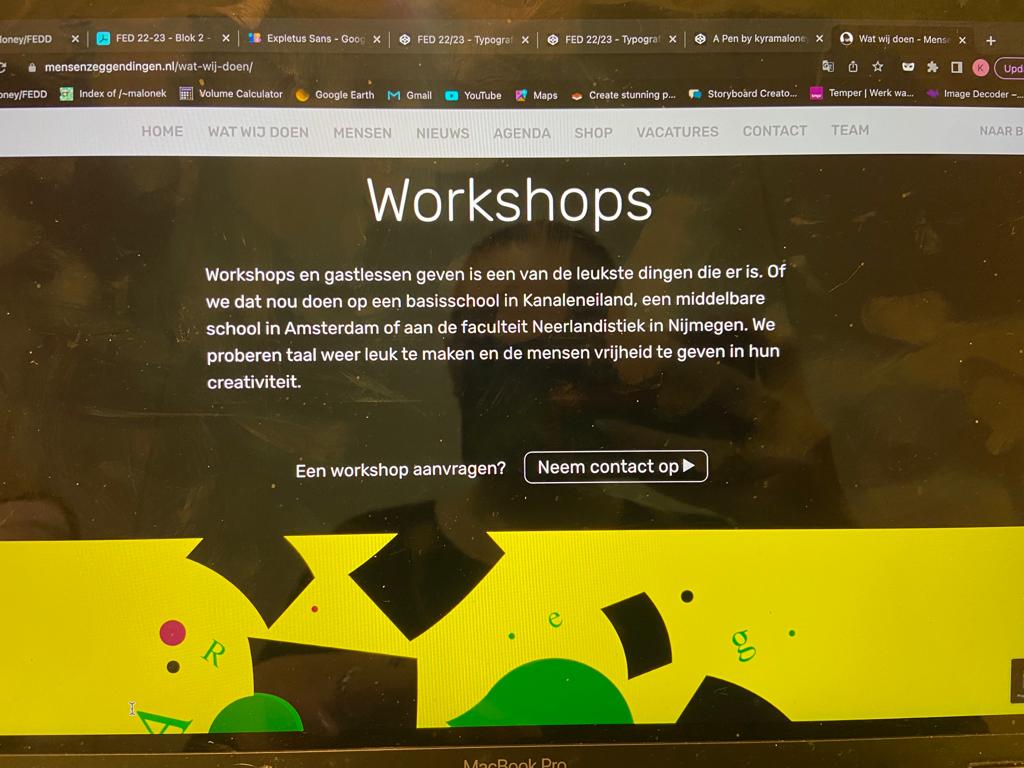 loney/FEDD
FED 22-23 - Blok 2 -
Expletus Sans - Goog
FED 22/23 - Typograf
FED 22/23 - Typograf
A Pen by kyramalone
Wat wij doen - Mense
mensenzeggendingen.nl/wat-wij-doen/
K
Upd
oney/FEDD
Index of /~malonek
Volume Calculator
Google Earth
Gmail
YouTube
Maps
Create stunning p...
Storyboard Creato...
Temper | Werk wa...
Image Decoder –...
HOME WAT WIJ DOEN MENSEN NIEUWS AGENDA SHOP VACATURES CONTACT TEAM NAAR B
Workshops
Workshops en gastlessen geven is een van de leukste dingen die er is. Of
we dat nou doen op een basisschool in Kanaleneiland, een middelbare
school in Amsterdam of aan de faculteit Neerlandistiek in Nijmegen. We
proberen taal weer leuk te maken en de mensen vrijheid te geven in hun
creativiteit.
Een workshop aanvragen? Neem contact op
R
e
g
A
MacBook Pro